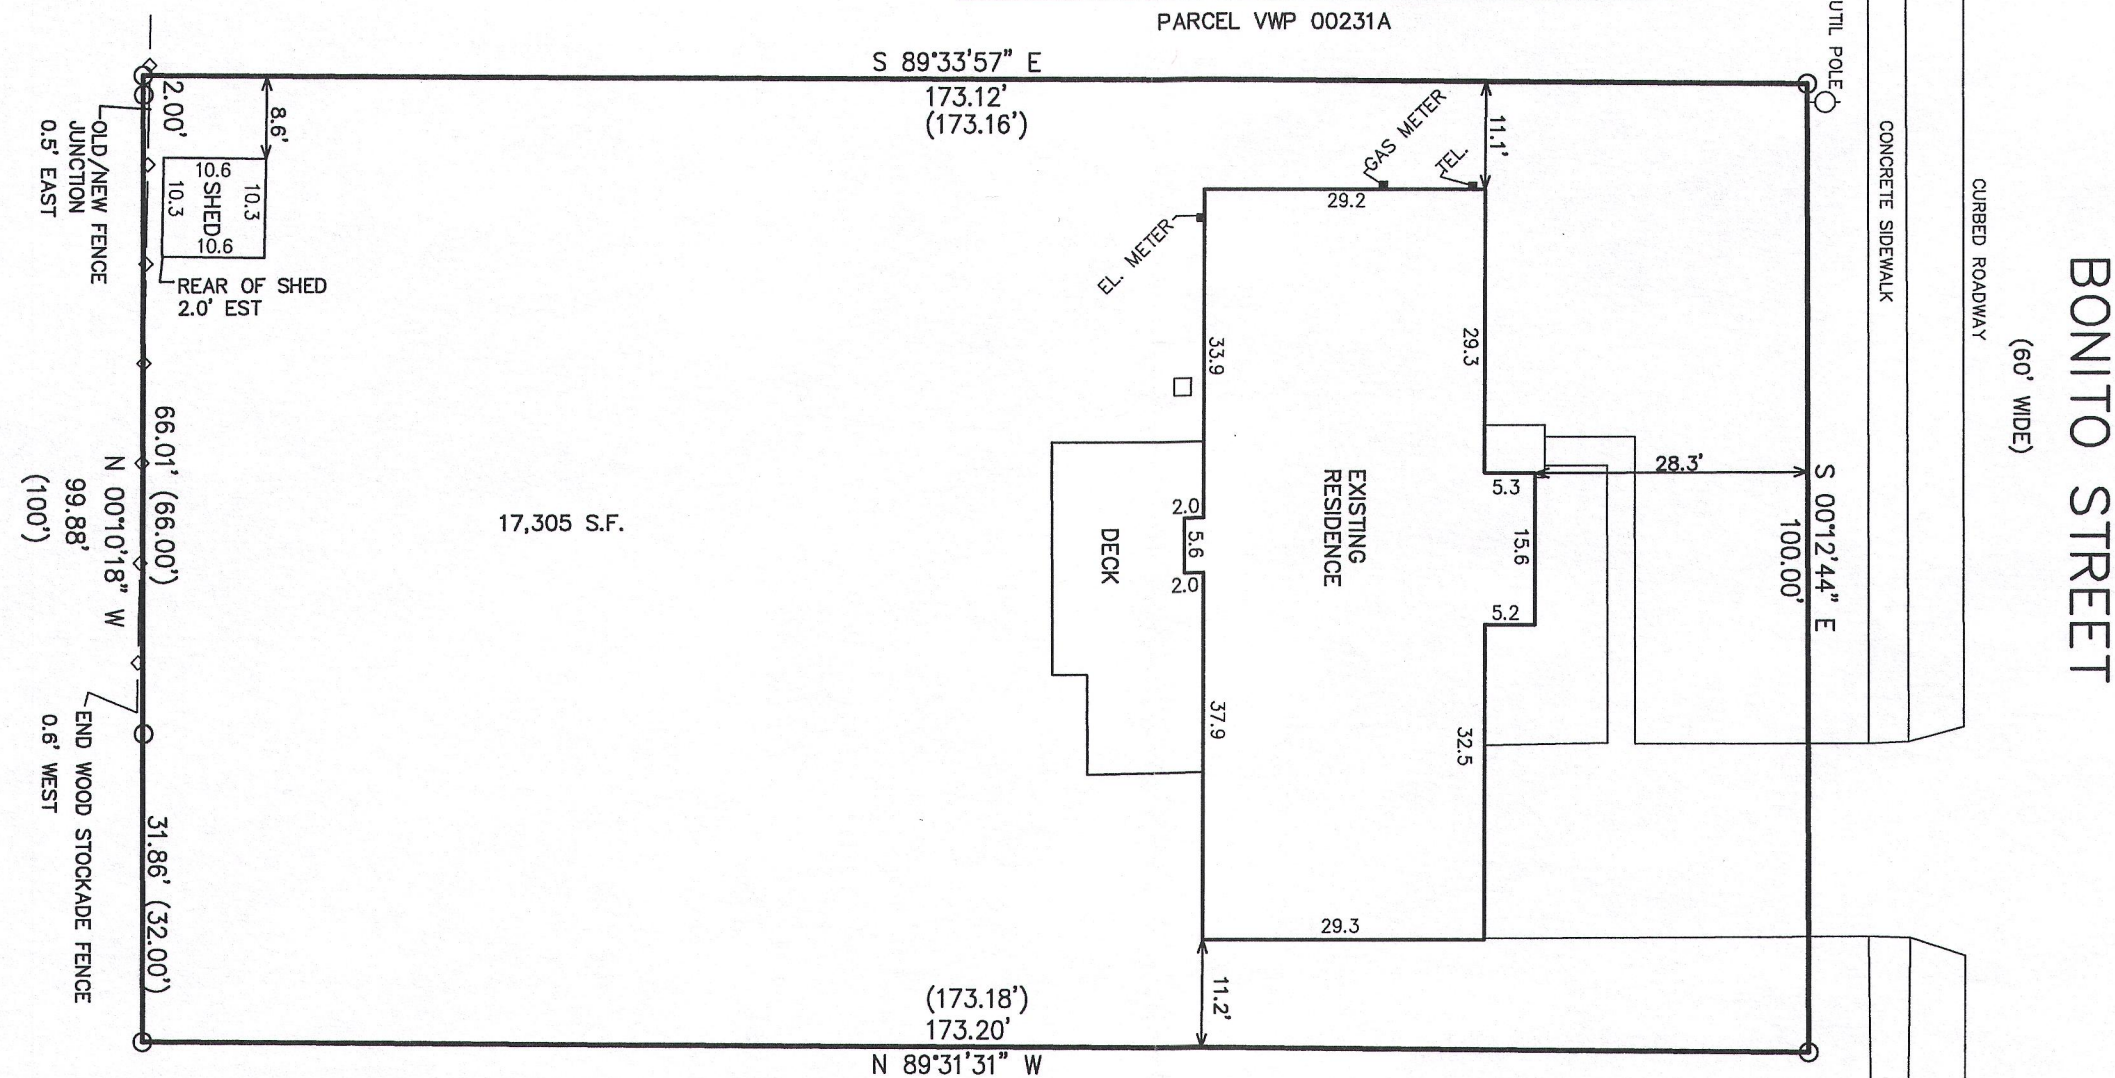 PARCEL VWP 00231A
S 89°33'57" E
173.12'
(173.16')
UTIL POLE
CONCRETE SIDEWALK
CURBED ROADWAY
BONITO STREET
(60' WIDE)
2.00'
8.6'
OLD/NEW FENCE
JUNCTION
0.5' EAST
10.6
10.3
SHED
10.3
10.6
REAR OF SHED
2.0' EST
GAS METER
TEL.
11.1'
29.2
EL. METER
33.9
29.3
EXISTING
RESIDENCE
28.3'
5.3
15.6
5.2
S 00°12'44" E
100.00'
66.01' (66.00')
N 00°10'18" W
99.88'
(100')
17,305 S.F.
DECK
2.0
5.6
2.0
37.9
32.5
END WOOD STOCKADE FENCE
0.6' WEST
31.86' (32.00')
29.3
11.2'
(173.18')
173.20'
N 89°31'31" W